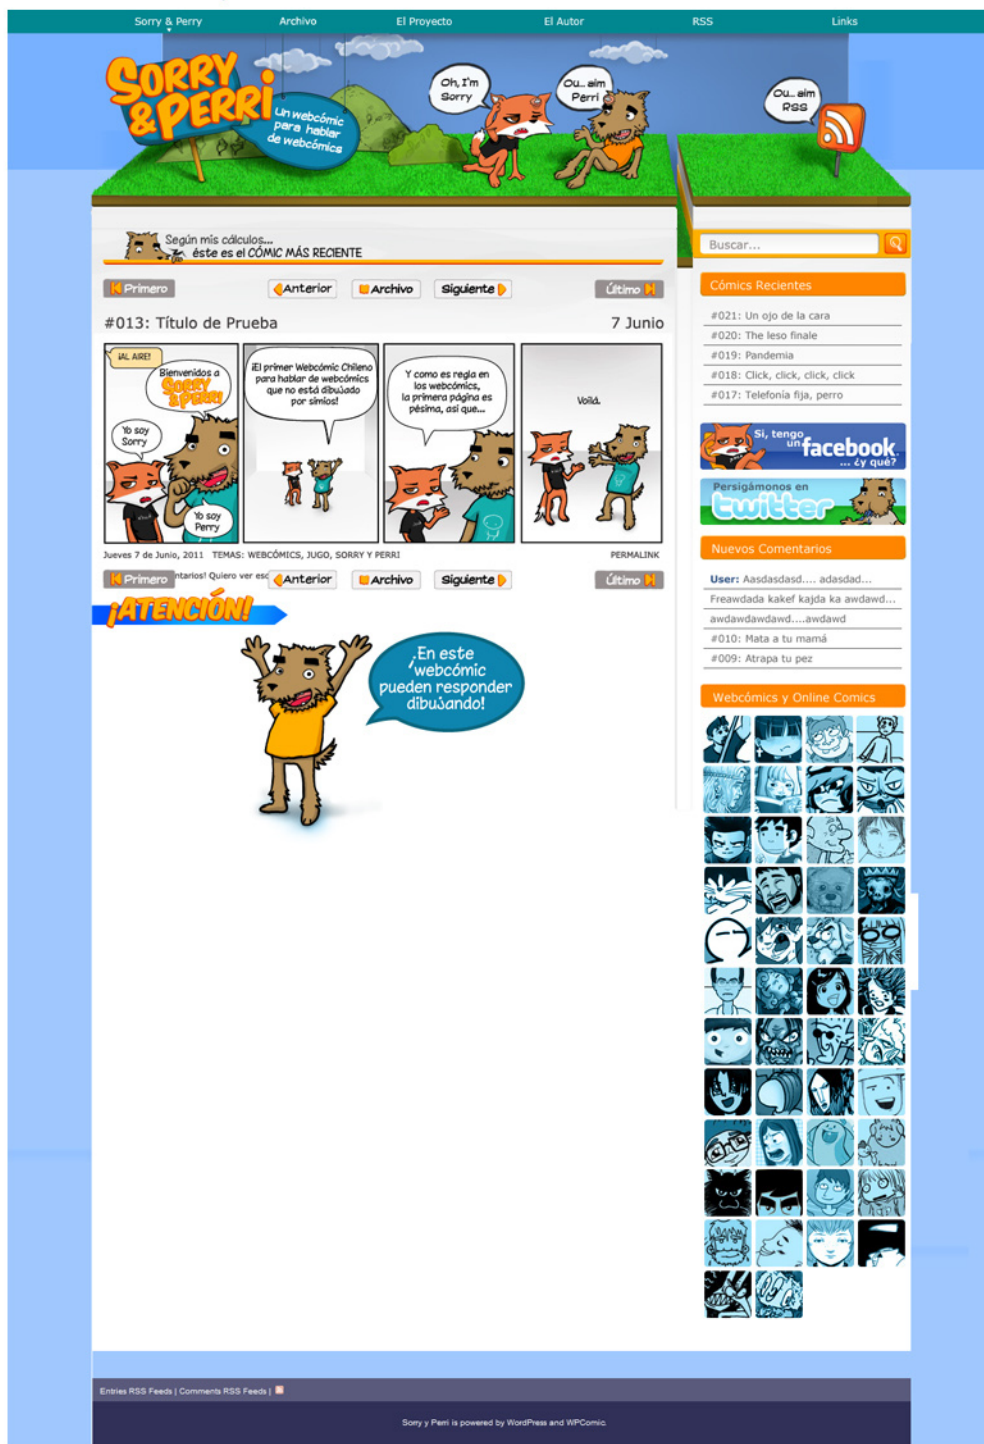 Sorry & Perry
Archivo
El Proyecto
El Autor
RSS
Links
SORRY
& PERRI
Un webcómic
para hablar
de webcómics
Oh, I'm
Sorry
Ou... aim
Perri
Ou... aim
RSS
Según mis cálculos...
éste es el CÓMIC MÁS RECIENTE
Primero
Anterior
Archivo
Siguiente
Último
#013: Título de Prueba
7 Junio
¡AL AIRE!
Bienvenidos a
SORRY
& PERRI
Yo soy
Sorry
Yo soy
Perry
¡El primer Webcómic Chileno
para hablar de webcómics
que no está dibujado
por simios!
Y como es regla en
los webcómics,
la primera página es
pésima, así que...
Voilá.
Jueves 7 de Junio, 2011 TEMAS: WEBCÓMICS, JUGO, SORRY Y PERRI
PERMALINK
Primero
ntarios! Quiero ver esc
Anterior
Archivo
Siguiente
Último
¡ATENCIÓN!
¡En este
webcómic
pueden responder
dibujando!
Buscar...
Cómics Recientes
#021: Un ojo de la cara
#020: The leso finale
#019: Pandemia
#018: Click, click, click, click
#017: Telefonía fija, perro
Si, tengo
un facebook.
... ¿y qué?
Persigámonos en
twitter
Nuevos Comentarios
User: Aasdasdasd.... adasdad...
Freawdada kakef kajda ka awdawd...
awdawdawdawd....awdawd
#010: Mata a tu mamá
#009: Atrapa tu pez
Webcómics y Online Comics
Entries RSS Feeds | Comments RSS Feeds |
Sorry y Perri is powered by WordPress and WPComic.